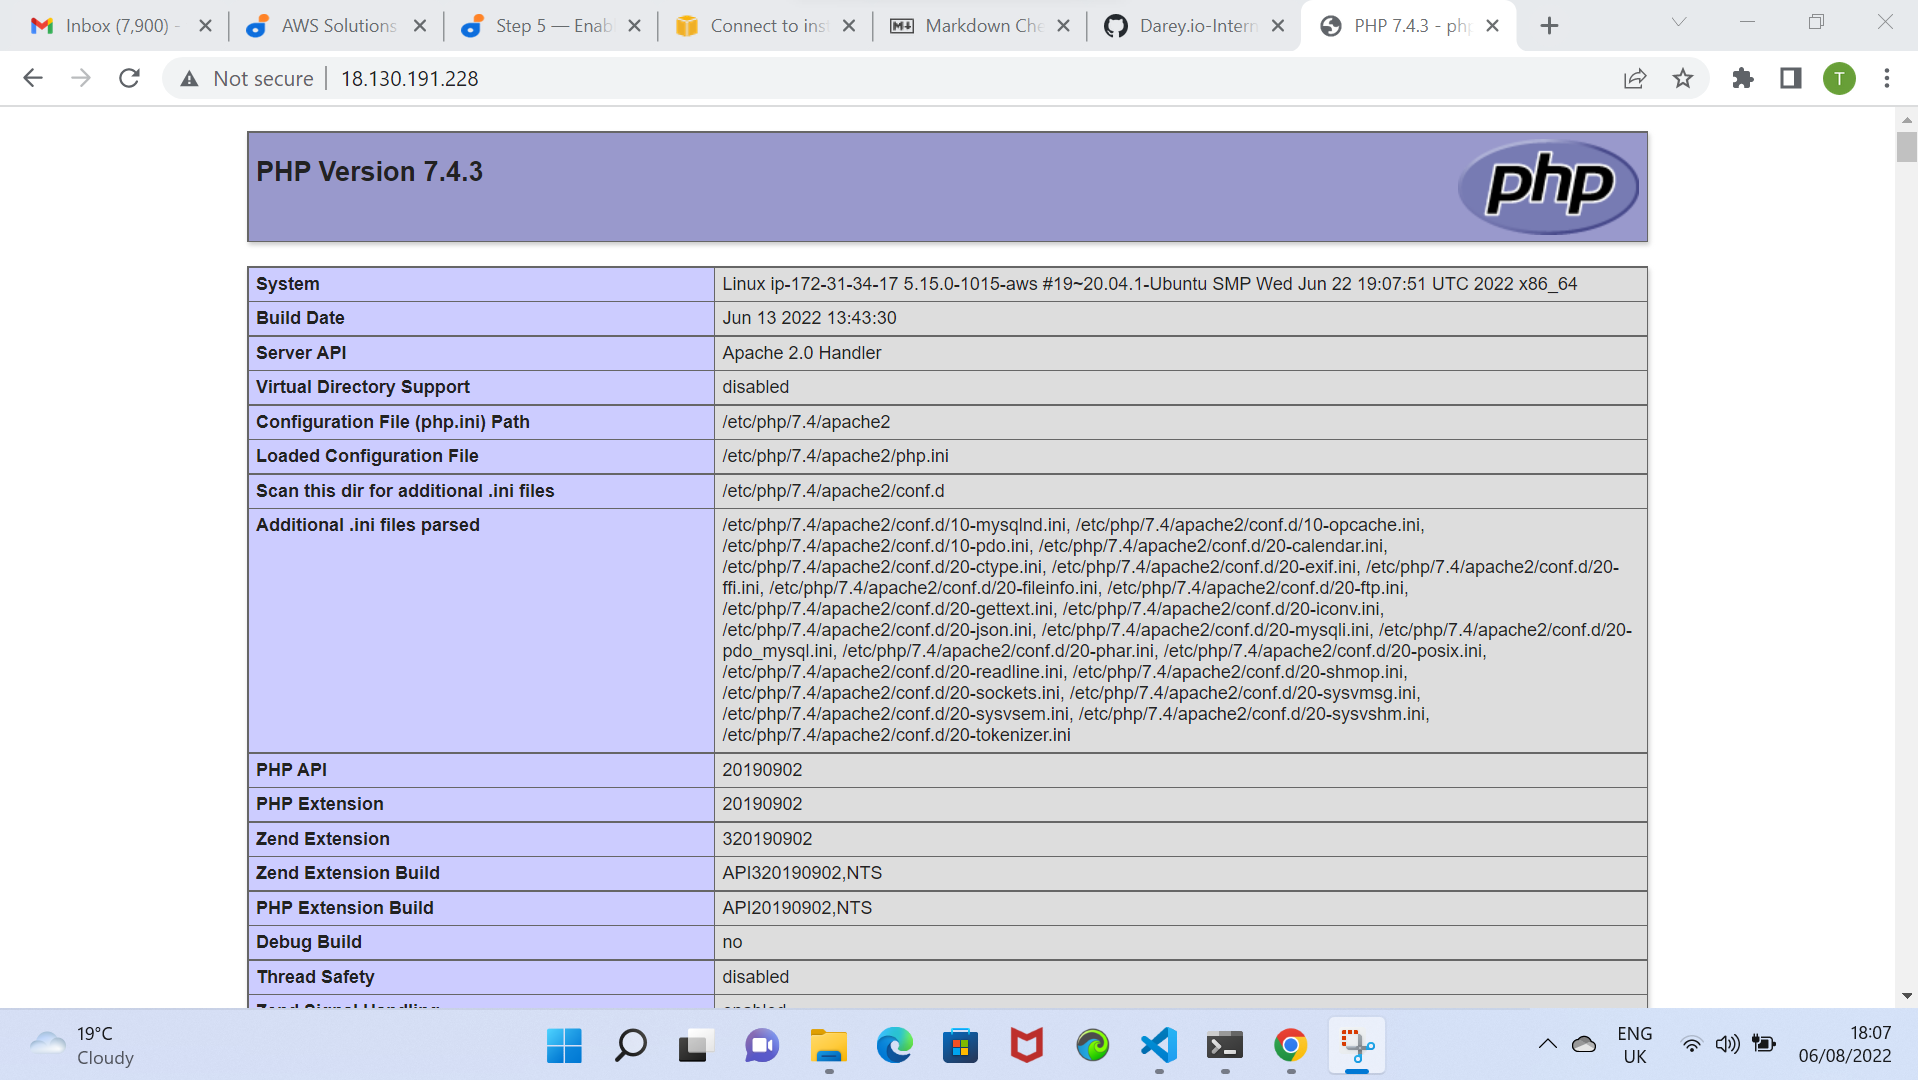 Inbox (7,900) -
AWS Solutions
Step 5 — Enab
Connect to inst
Markdown Che
Darey.io-Intern
PHP 7.4.3 - php
Not secure
18.130.191.228
T
PHP Version 7.4.3
php
System Linux ip-172-31-34-17 5.15.0-1015-aws #19~20.04.1-Ubuntu SMP Wed Jun 22 19:07:51 UTC 2022 x86_64
Build Date Jun 13 2022 13:43:30
Server API Apache 2.0 Handler
Virtual Directory Support disabled
Configuration File (php.ini) Path /etc/php/7.4/apache2
Loaded Configuration File /etc/php/7.4/apache2/php.ini
Scan this dir for additional .ini files /etc/php/7.4/apache2/conf.d
Additional .ini files parsed /etc/php/7.4/apache2/conf.d/10-mysqlnd.ini, /etc/php/7.4/apache2/conf.d/10-opcache.ini,
/etc/php/7.4/apache2/conf.d/10-pdo.ini, /etc/php/7.4/apache2/conf.d/20-calendar.ini,
/etc/php/7.4/apache2/conf.d/20-ctype.ini, /etc/php/7.4/apache2/conf.d/20-exif.ini, /etc/php/7.4/apache2/conf.d/20-
ffi.ini, /etc/php/7.4/apache2/conf.d/20-fileinfo.ini, /etc/php/7.4/apache2/conf.d/20-ftp.ini,
/etc/php/7.4/apache2/conf.d/20-gettext.ini, /etc/php/7.4/apache2/conf.d/20-iconv.ini,
/etc/php/7.4/apache2/conf.d/20-json.ini, /etc/php/7.4/apache2/conf.d/20-mysqli.ini, /etc/php/7.4/apache2/conf.d/20-
pdo_mysql.ini, /etc/php/7.4/apache2/conf.d/20-phar.ini, /etc/php/7.4/apache2/conf.d/20-posix.ini,
/etc/php/7.4/apache2/conf.d/20-readline.ini, /etc/php/7.4/apache2/conf.d/20-shmop.ini,
/etc/php/7.4/apache2/conf.d/20-sockets.ini, /etc/php/7.4/apache2/conf.d/20-sysvmsg.ini,
/etc/php/7.4/apache2/conf.d/20-sysvsem.ini, /etc/php/7.4/apache2/conf.d/20-sysvshm.ini,
/etc/php/7.4/apache2/conf.d/20-tokenizer.ini
PHP API 20190902
PHP Extension 20190902
Zend Extension 320190902
Zend Extension Build API320190902,NTS
PHP Extension Build API20190902,NTS
Debug Build no
Thread Safety disabled
19°C
Cloudy
ENG
UK
18:07
06/08/2022